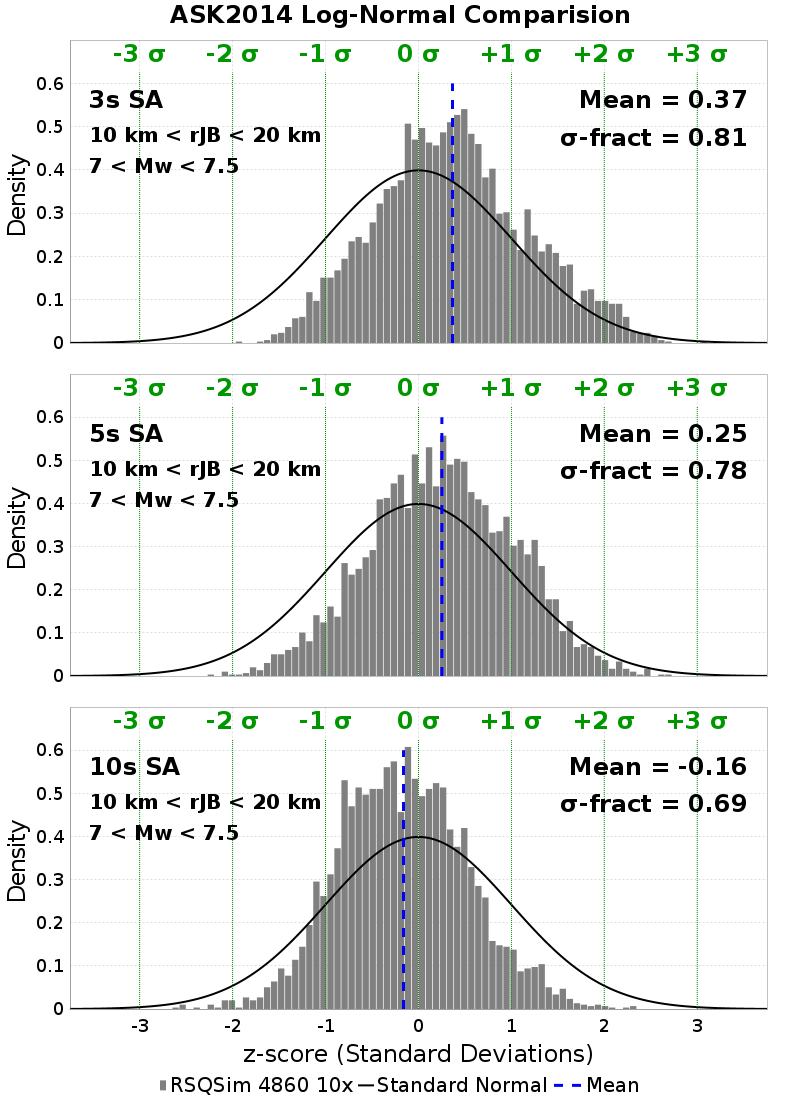 ASK2014 Log-Normal Comparision
-3 σ -2 σ -1 σ 0 σ +1 σ +2 σ +3 σ
0.6
3s SA Mean = 0.37
0.5
10 km < rJB < 20 km σ-fract = 0.81
7 < Mw < 7.5
0.4
0.3
0.2
0.1
0
Density
-3 σ -2 σ -1 σ 0 σ +1 σ +2 σ +3 σ
0.6
5s SA Mean = 0.25
0.5
10 km < rJB < 20 km σ-fract = 0.78
7 < Mw < 7.5
0.4
0.3
0.2
0.1
0
Density
-3 σ -2 σ -1 σ 0 σ +1 σ +2 σ +3 σ
0.6
10s SA Mean = -0.16
0.5
10 km < rJB < 20 km σ-fract = 0.69
7 < Mw < 7.5
0.4
0.3
0.2
0.1
0
Density
-3 -2 -1 0 1 2 3
z-score (Standard Deviations)
RSQSim 4860 10x Standard Normal Mean